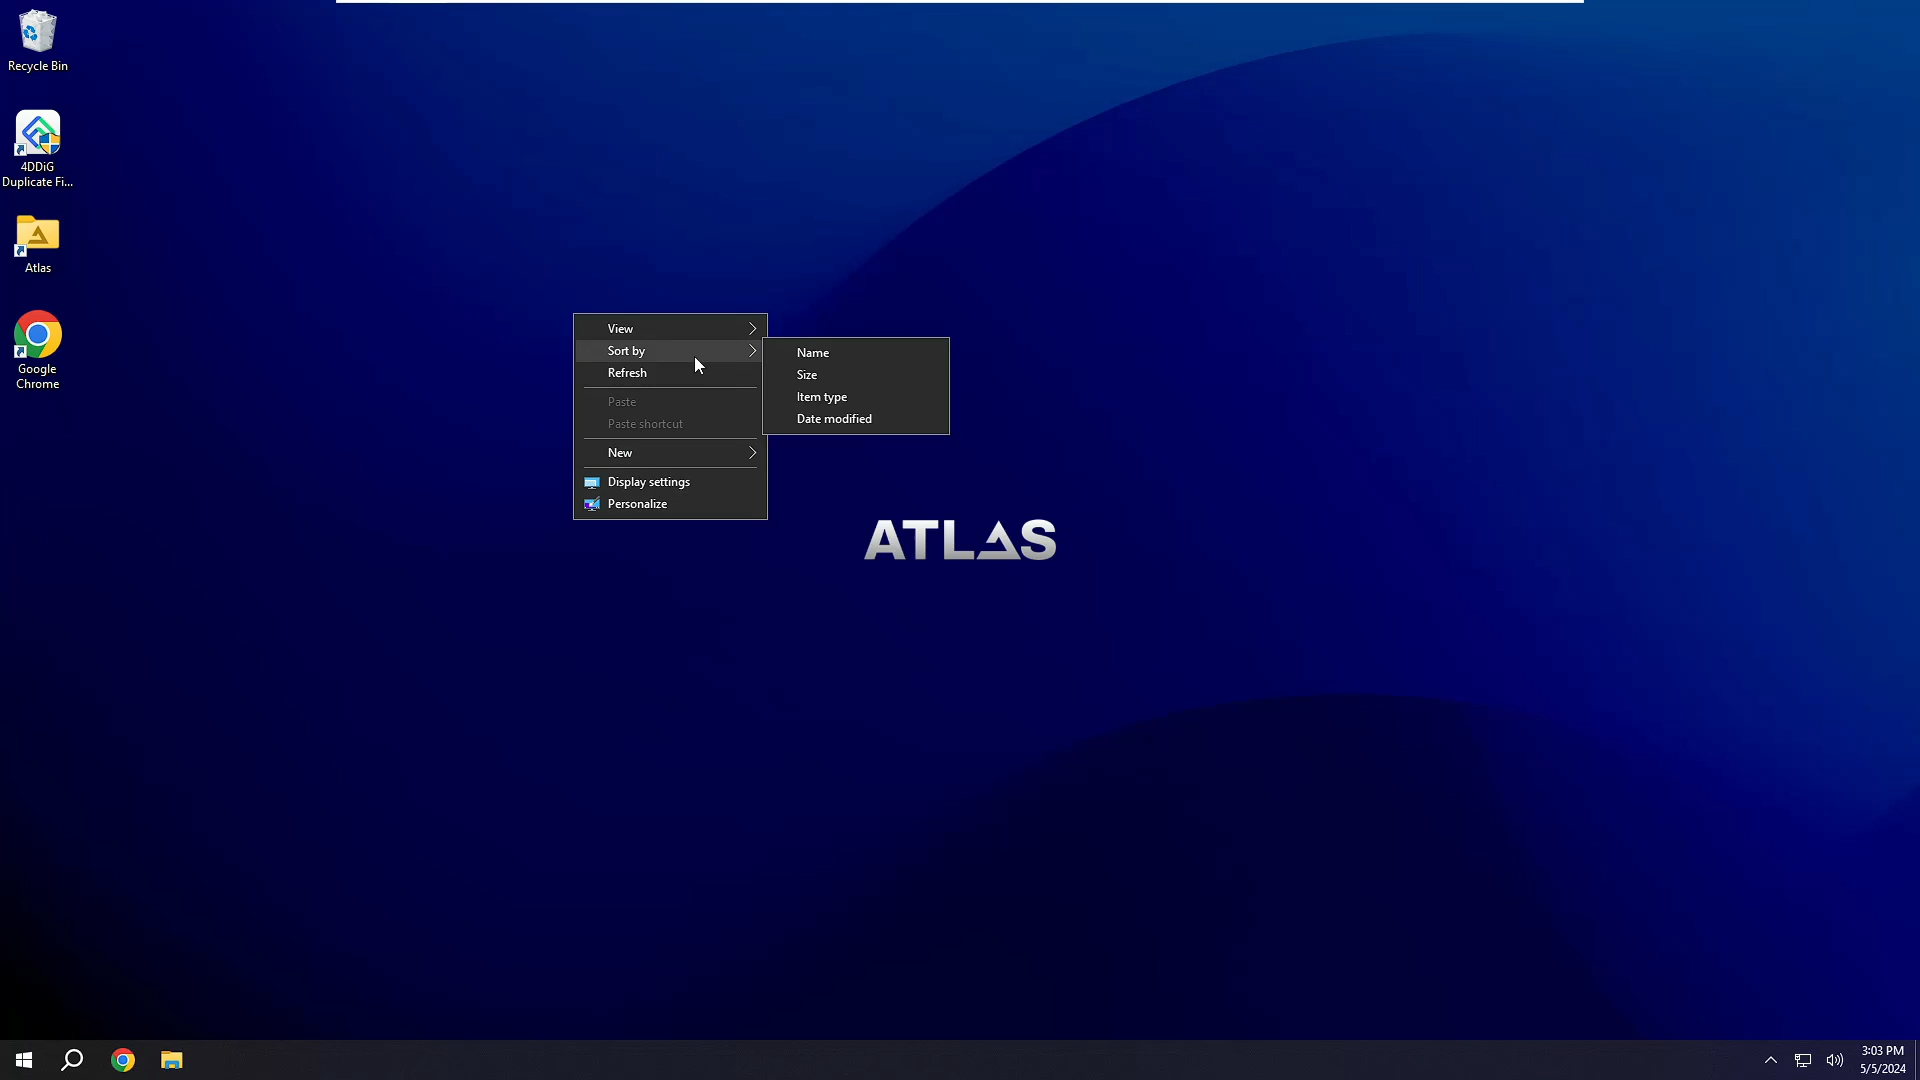 Recycle Bin
4DDiG
Duplicate Fi...
Atlas
Google
Chrome
View
Sort by
Refresh
Paste
Paste shortcut
New
Display settings
Personalize
Name
Size
Item type
Date modified
ATLAS
3:03 PM
5/5/2024